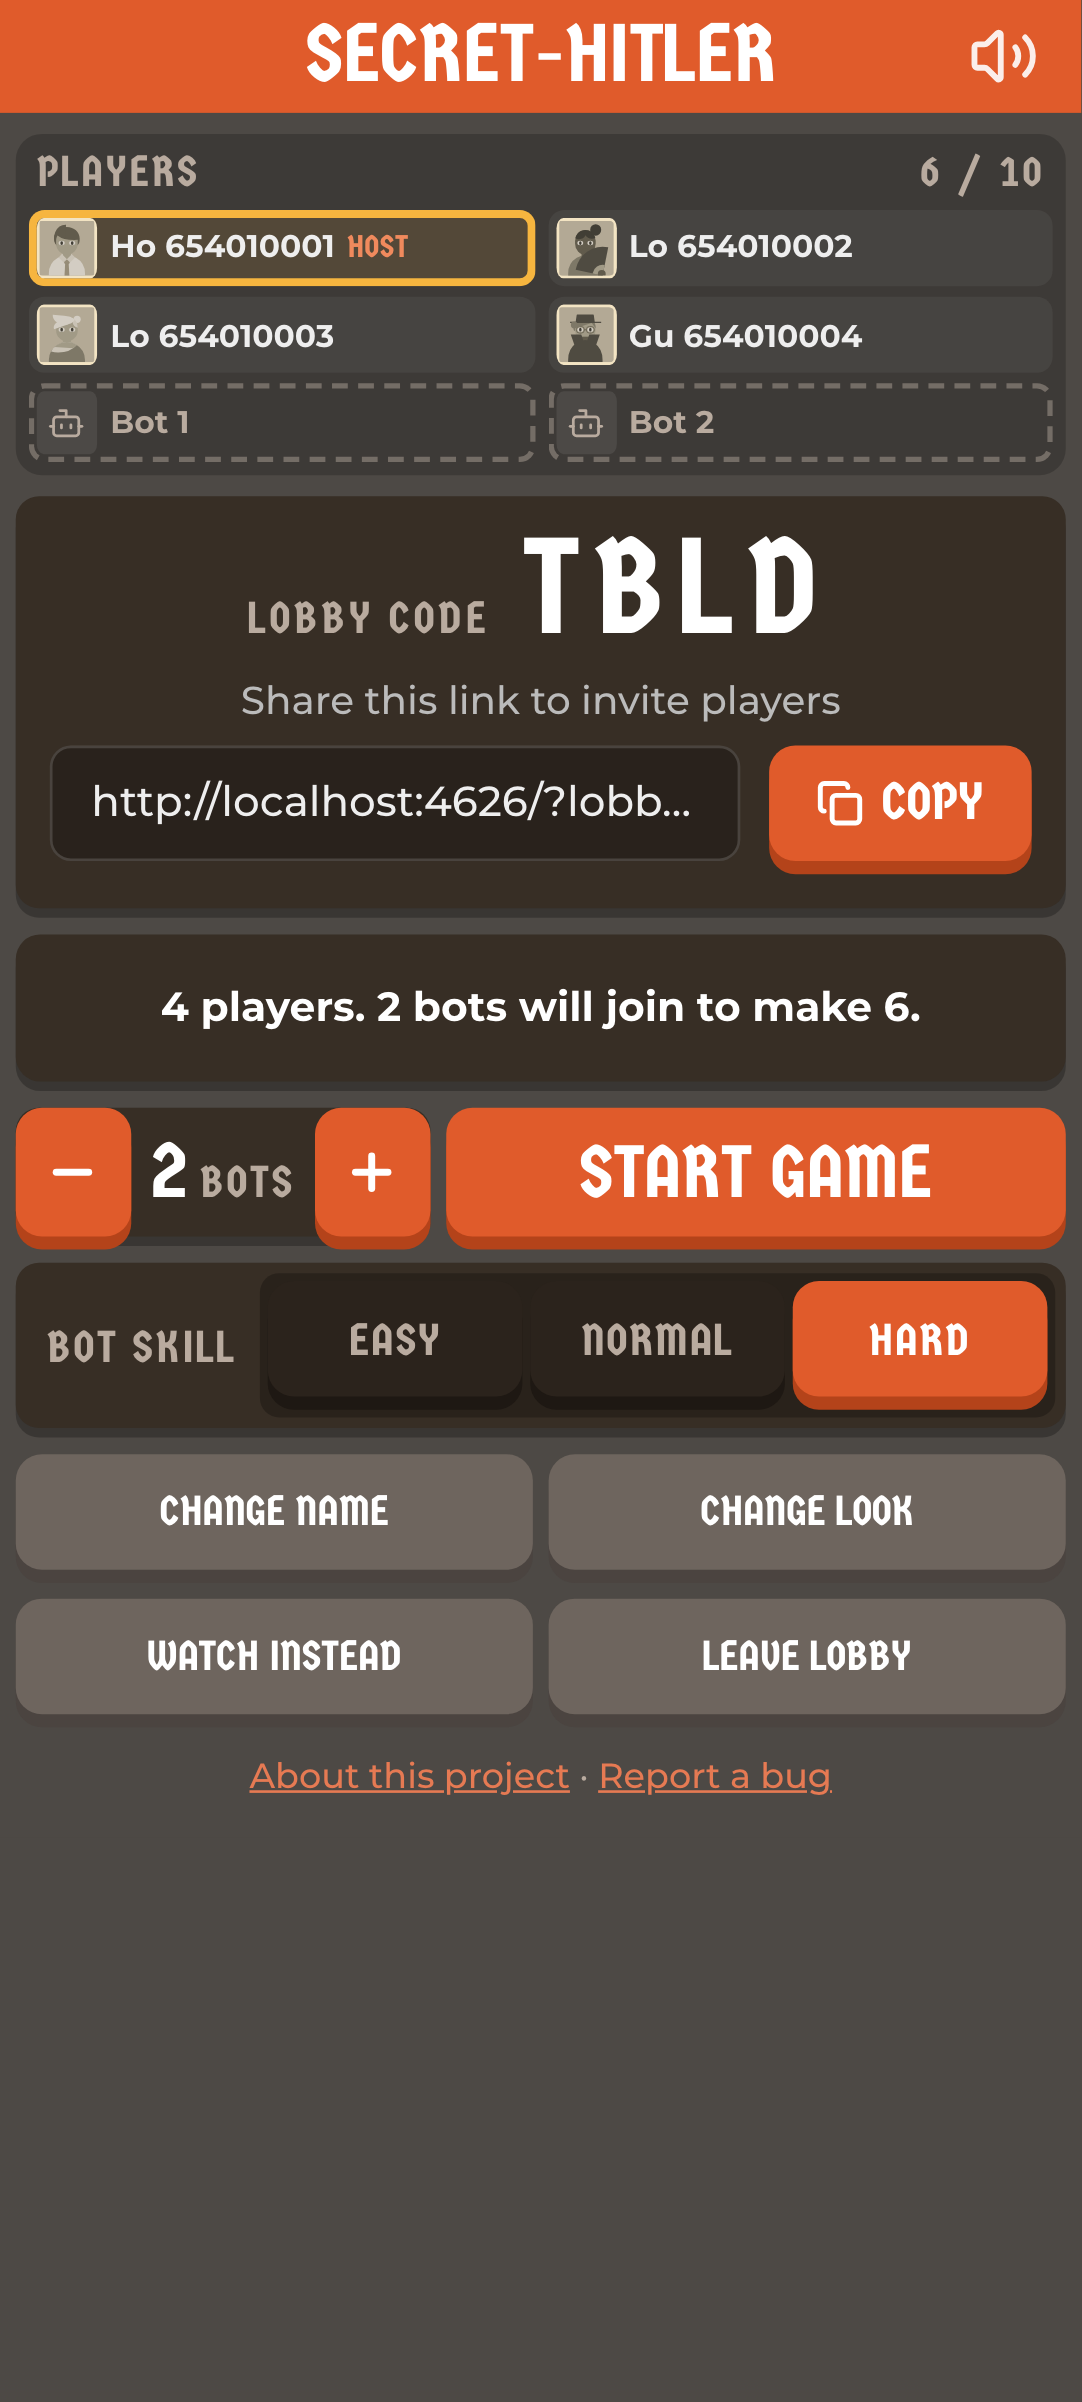 SECRET-HITLER
PLAYERS 6 / 10
Ho 654010001 HOST
Lo 654010002
Lo 654010003
Gu 654010004
Bot 1
Bot 2
LOBBY CODE TBLD
Share this link to invite players
http://localhost:4626/?lobb...
COPY
4 players. 2 bots will join to make 6.
2 BOTS
START GAME
BOT SKILL
EASY
NORMAL
HARD
CHANGE NAME
CHANGE LOOK
WATCH INSTEAD
LEAVE LOBBY
About this project · Report a bug